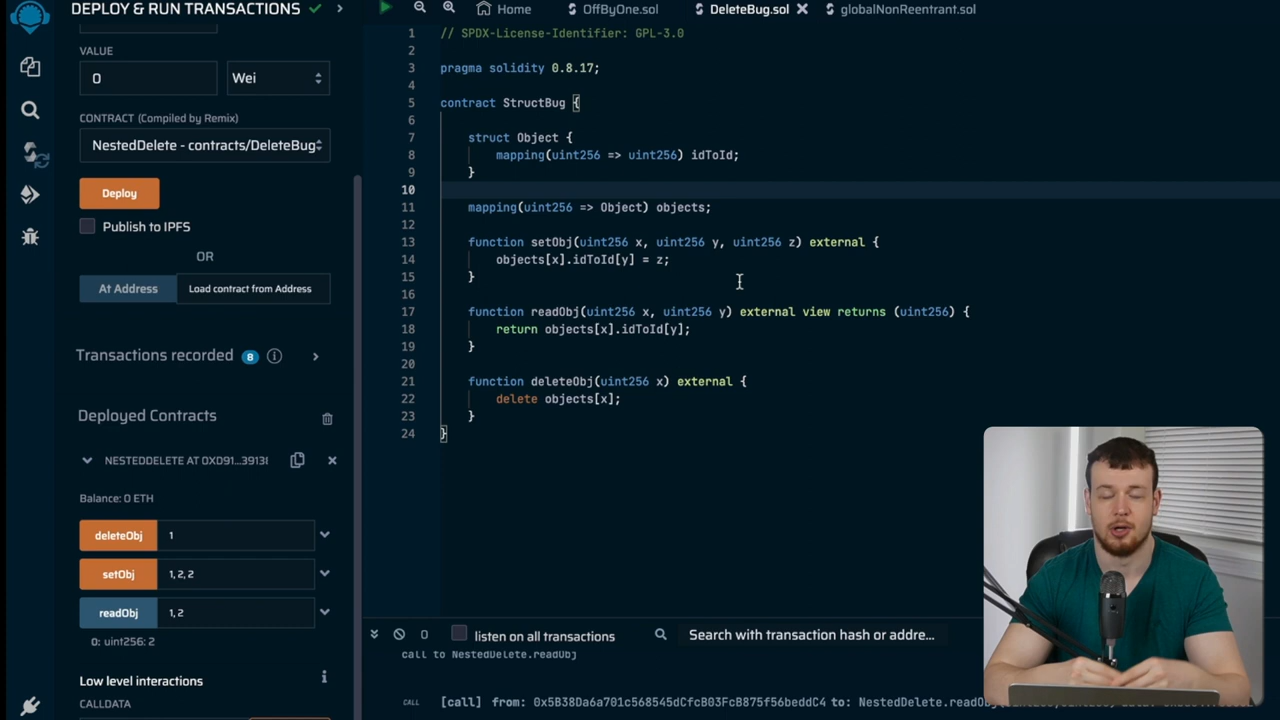 DEPLOY & RUN TRANSACTIONS
VALUE
0
Wei
CONTRACT (Compiled by Remix)
NestedDelete - contracts/DeleteBug
Deploy
Publish to IPFS
OR
At Address
Load contract from Address
Transactions recorded 8 i
Deployed Contracts
NESTEDDELETE AT 0XD91...3913I
Balance: 0 ETH
deleteObj 1
setObj 1, 2, 2
readObj 1, 2
0: uint256: 2
Low level interactions i
CALLDATA
Home
OffByOne.sol
DeleteBug.sol
globalNonReentrant.sol
1 // SPDX-License-Identifier: GPL-3.0
2
3 pragma solidity 0.8.17;
4
5 contract StructBug {
6
7 struct Object {
8 mapping(uint256 => uint256) idToId;
9 }
10
11 mapping(uint256 => Object) objects;
12
13 function setObj(uint256 x, uint256 y, uint256 z) external {
14 objects[x].idToId[y] = z;
15 }
16
17 function readObj(uint256 x, uint256 y) external view returns (uint256) {
18 return objects[x].idToId[y];
19 }
20
21 function deleteObj(uint256 x) external {
22 delete objects[x];
23 }
24 }
0
listen on all transactions
Search with transaction hash or addre...
call to NestedDelete.readObj
CALL [call] from: 0x5B38Da6a701c568545dCfcB03FcB875f56beddC4 to: NestedDelete.readO